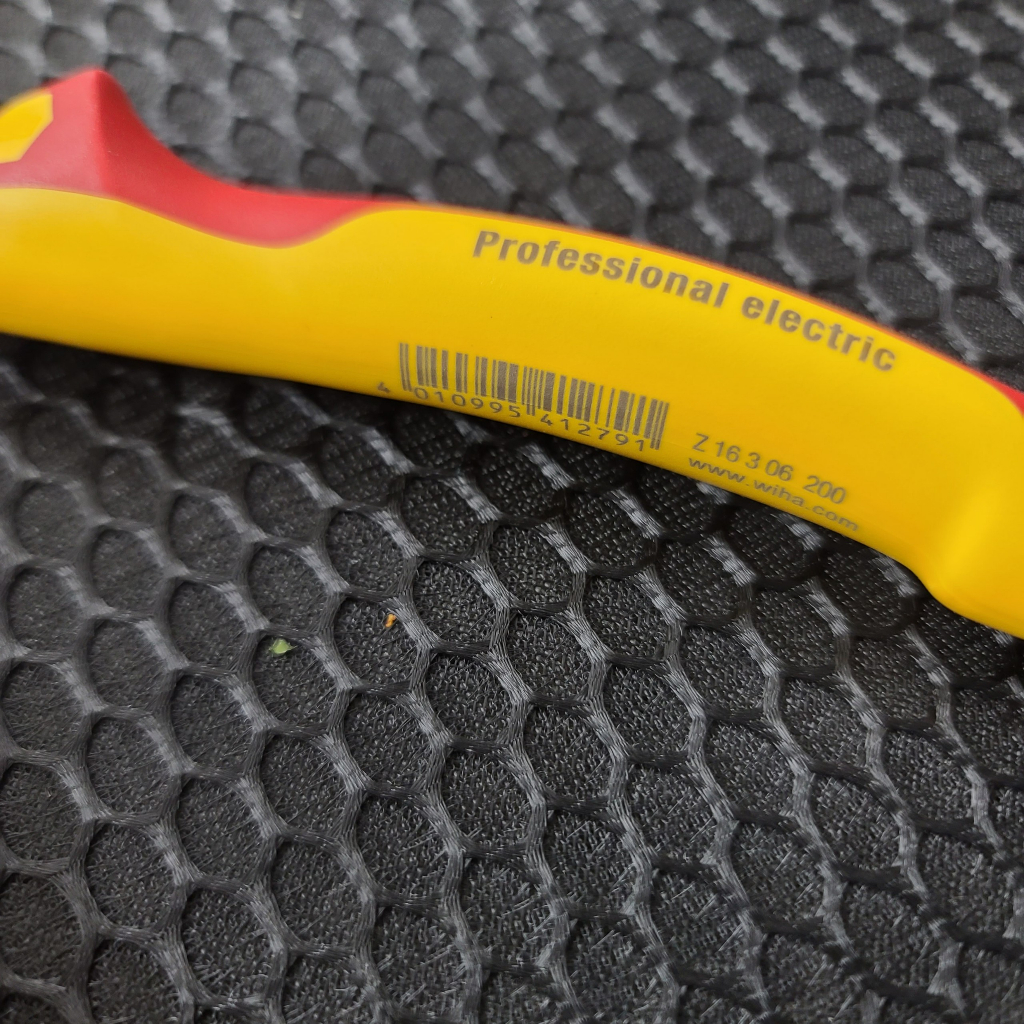 Professional electric
4 010995 412791
Z 16 3 06 200
www.wiha.com